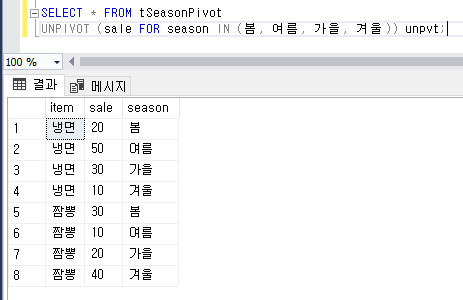 SELECT * FROM tSeasonPivot
UNPIVOT (sale FOR season IN (봄, 여름, 가을, 겨울)) unpvt;
100 %
결과 메시지
item sale season
1 냉면 20 봄
2 냉면 50 여름
3 냉면 30 가을
4 냉면 10 겨울
5 짬뽕 30 봄
6 짬뽕 10 여름
7 짬뽕 20 가을
8 짬뽕 40 겨울